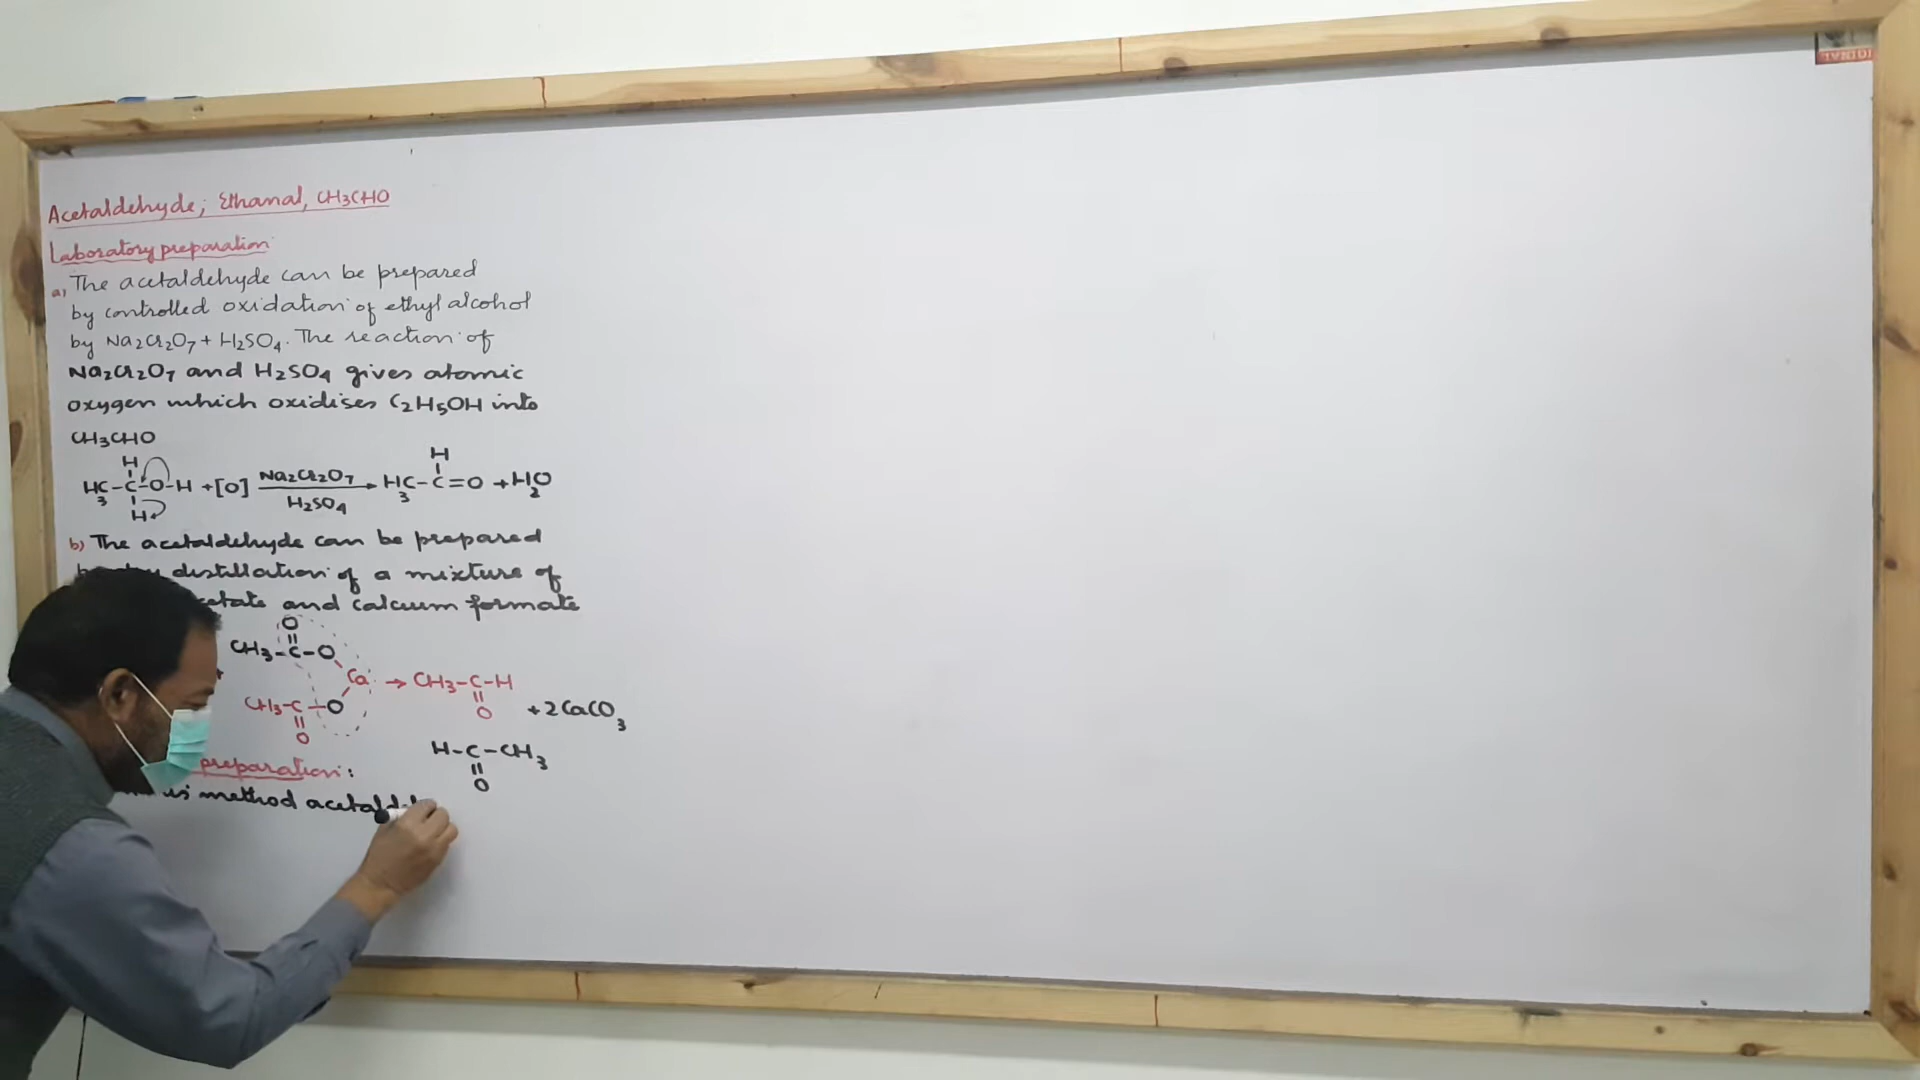 Acetaldehyde; Ethanal, CH3CHO
Laboratory preparation
a, The acetaldehyde can be prepared
by controlled oxidation of ethyl alcohol
by Na2Cr2O7 + H2SO4. The reaction of
Na2Cr2O7 and H2SO4 gives atomic
oxygen which oxidises C2H5OH into
CH3CHO
H H
H3C-C-O-H +[O] Na2Cr2O7 → H3C-C=O + H2O
H H2SO4
b) The acetaldehyde can be prepared
distillation of a mixture of
and calcium formate
O
CH3-C-O
Ca → CH3-C-H
CH3-C-O O + 2CaCO3
O
H-C-CH3
preparation:
O
method